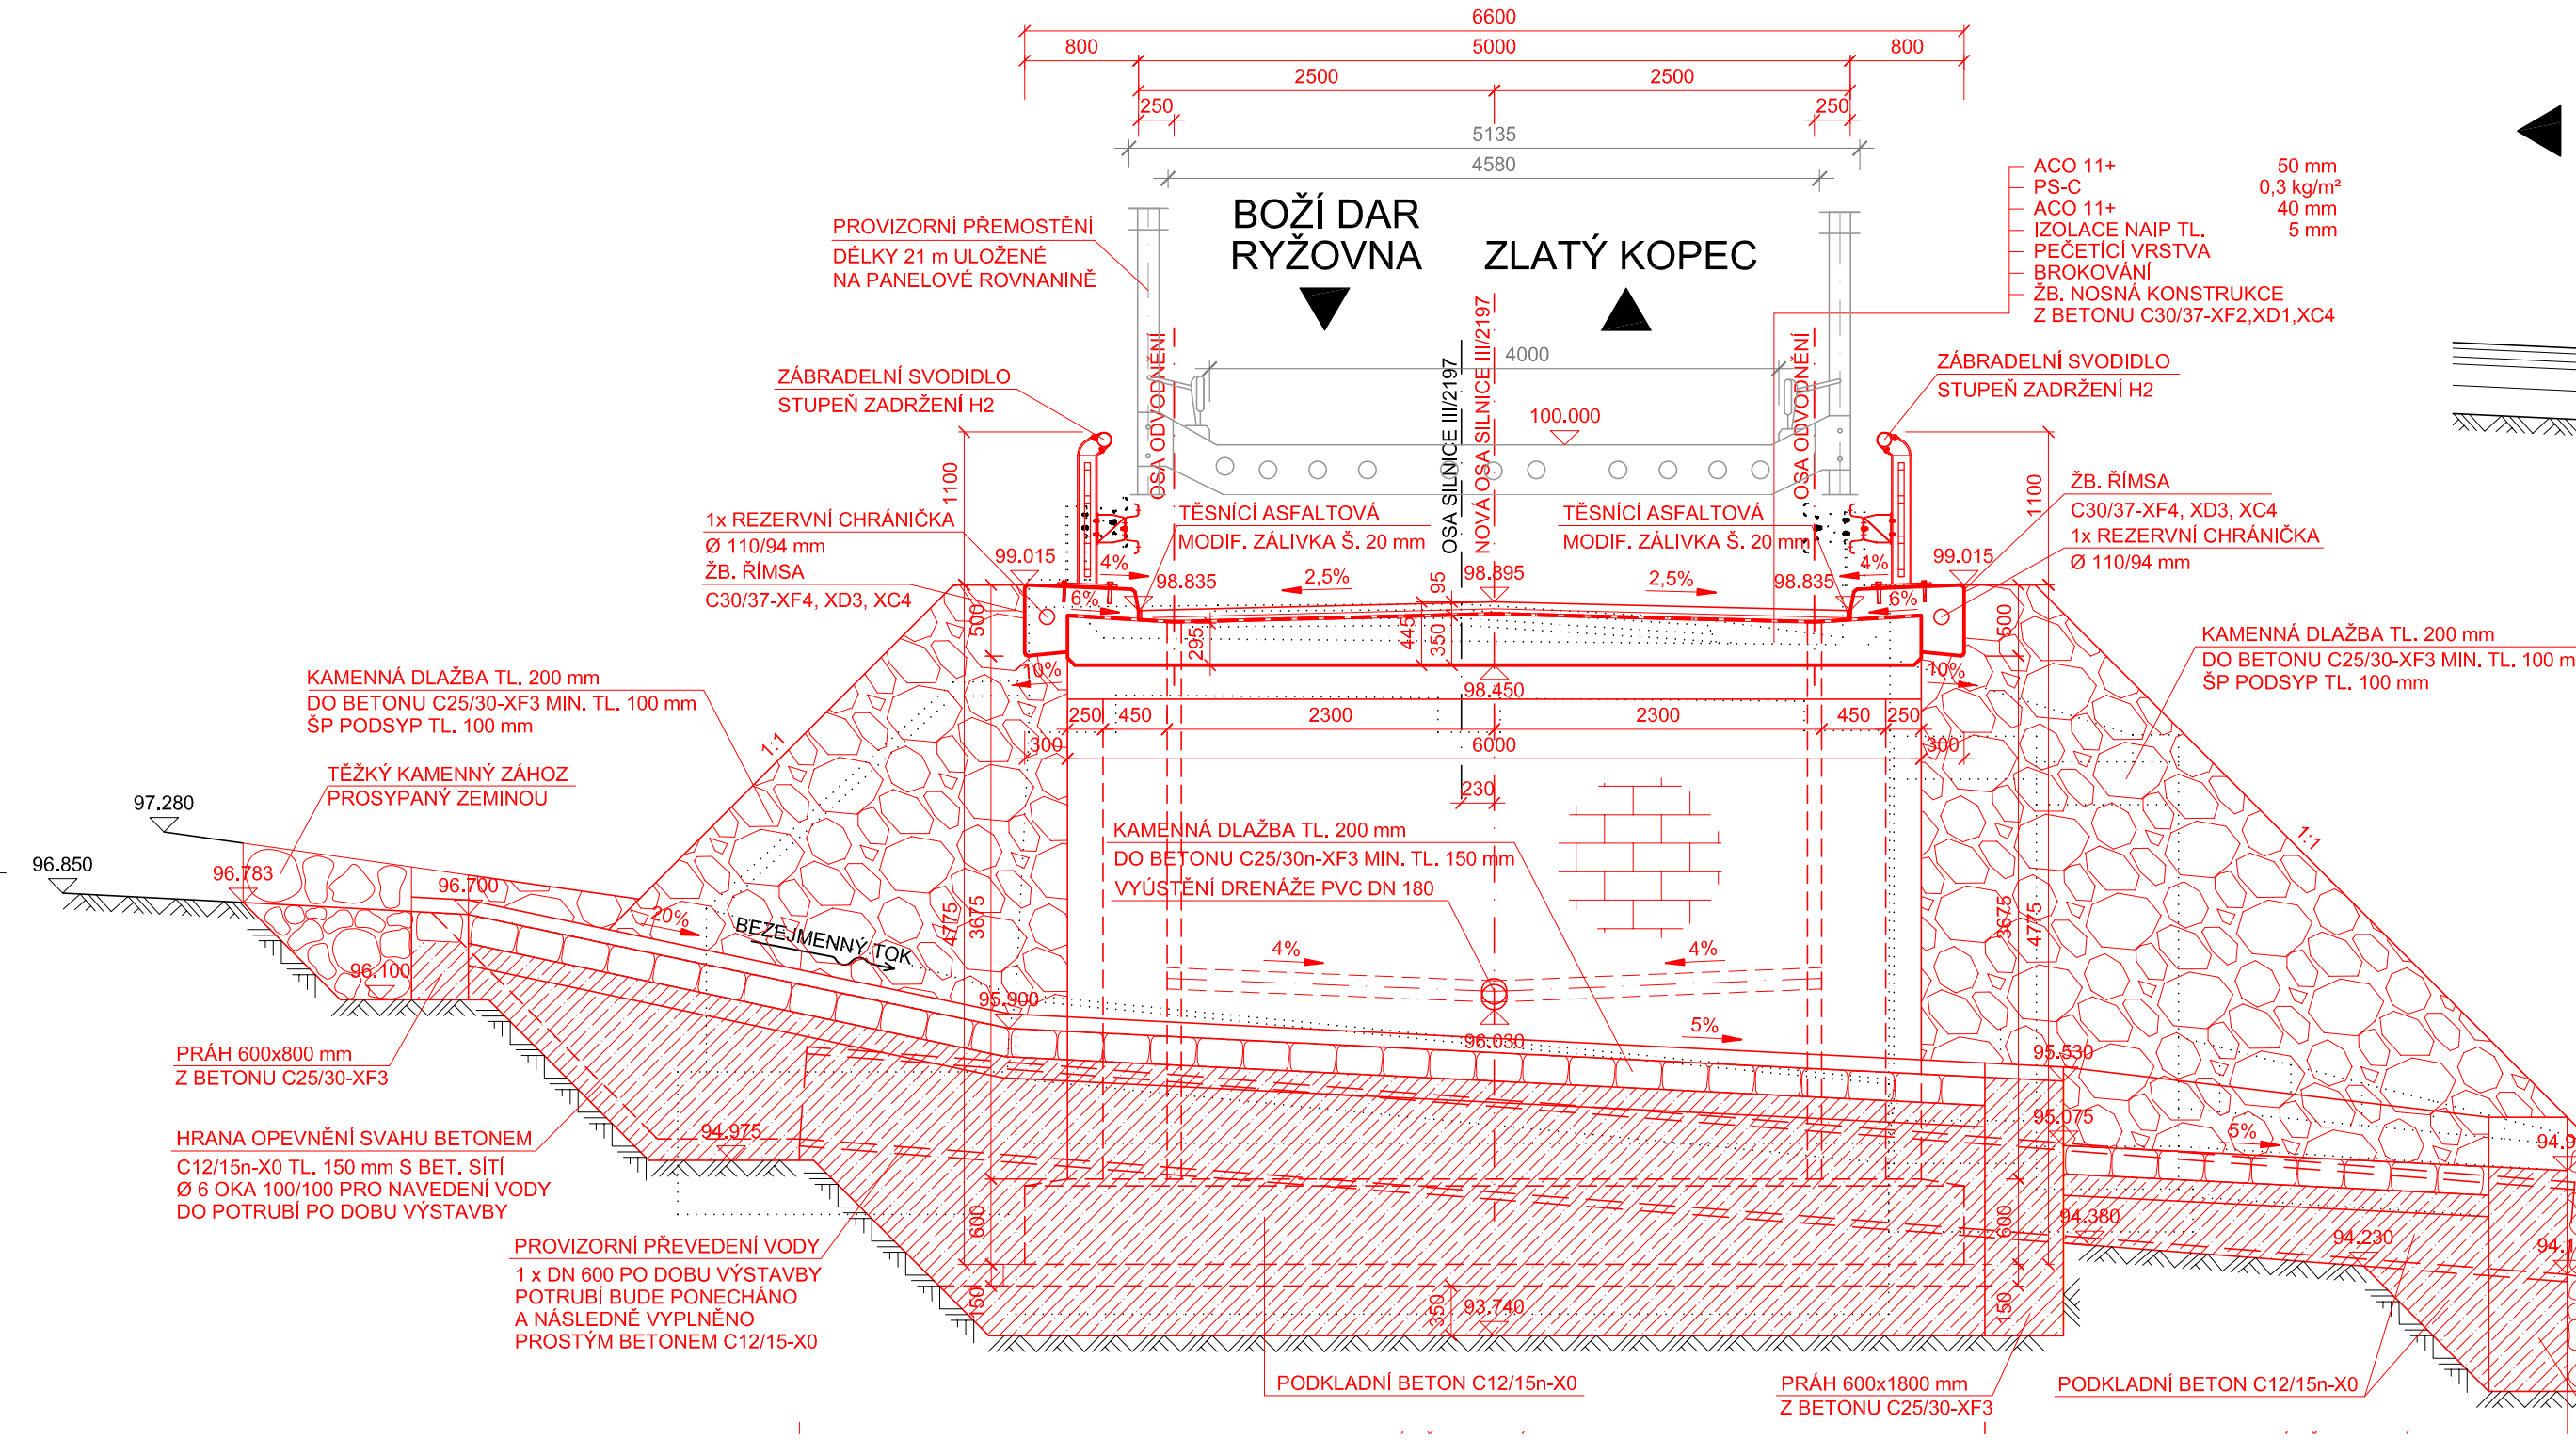 6600
800 5000 800
2500 2500
250 250
5135
4580
BOŽÍ DAR
RYŽOVNA
ZLATÝ KOPEC
PROVIZORNÍ PŘEMOSTĚNÍ
DÉLKY 21 m ULOŽENÉ
NA PANELOVÉ ROVNANINĚ
ACO 11+ 50 mm
PS-C 0,3 kg/m²
ACO 11+ 40 mm
IZOLACE NAIP TL. 5 mm
PEČETÍCÍ VRSTVA
BROKOVÁNÍ
ŽB. NOSNÁ KONSTRUKCE
Z BETONU C30/37-XF2,XD1,XC4
ZÁBRADELNÍ SVODIDLO
STUPEŇ ZADRŽENÍ H2
OSA ODVODNĚNÍ
4000
OSA SILNICE III/2197
NOVÁ OSA SILNICE III/2197
OSA ODVODNĚNÍ
ZÁBRADELNÍ SVODIDLO
STUPEŇ ZADRŽENÍ H2
100.000
1100
1100
1x REZERVNÍ CHRÁNIČKA
Ø 110/94 mm
ŽB. ŘÍMSA
C30/37-XF4, XD3, XC4
TĚSNÍCÍ ASFALTOVÁ
MODIF. ZÁLIVKA Š. 20 mm
TĚSNÍCÍ ASFALTOVÁ
MODIF. ZÁLIVKA Š. 20 mm
ŽB. ŘÍMSA
C30/37-XF4, XD3, XC4
1x REZERVNÍ CHRÁNIČKA
Ø 110/94 mm
99.015
4%
98.835
2,5%
95
98.895
2,5%
98.835
4%
99.015
6%
6%
500
295
445
350
500
10%
98.450
10%
KAMENNÁ DLAŽBA TL. 200 mm
DO BETONU C25/30-XF3 MIN. TL. 100 mm
ŠP PODSYP TL. 100 mm
KAMENNÁ DLAŽBA TL. 200 mm
DO BETONU C25/30-XF3 MIN. TL. 100 m
ŠP PODSYP TL. 100 mm
250 450 2300 2300 450 250
300 6000 300
230
1:1
1:1
TĚŽKÝ KAMENNÝ ZÁHOZ
PROSYPANÝ ZEMINOU
97.280
96.850
96.783
96.700
96.100
20%
BEZEJMENNÝ TOK
4775
3675
KAMENNÁ DLAŽBA TL. 200 mm
DO BETONU C25/30n-XF3 MIN. TL. 150 mm
VYÚSTĚNÍ DRENÁŽE PVC DN 180
3675
4775
4%
4%
95.900
96.030
5%
95.530
PRÁH 600x800 mm
Z BETONU C25/30-XF3
94.975
95.075
5%
HRANA OPEVNĚNÍ SVAHU BETONEM
C12/15n-X0 TL. 150 mm S BET. SÍTÍ
Ø 6 OKA 100/100 PRO NAVEDENÍ VODY
DO POTRUBÍ PO DOBU VÝSTAVBY
94.9
600
600
94.380
94.230
94.1
PROVIZORNÍ PŘEVEDENÍ VODY
1 x DN 600 PO DOBU VÝSTAVBY
POTRUBÍ BUDE PONECHÁNO
A NÁSLEDNĚ VYPLNĚNO
PROSTÝM BETONEM C12/15-X0
150
350
93.740
150
PODKLADNÍ BETON C12/15n-X0
PRÁH 600x1800 mm
Z BETONU C25/30-XF3
PODKLADNÍ BETON C12/15n-X0